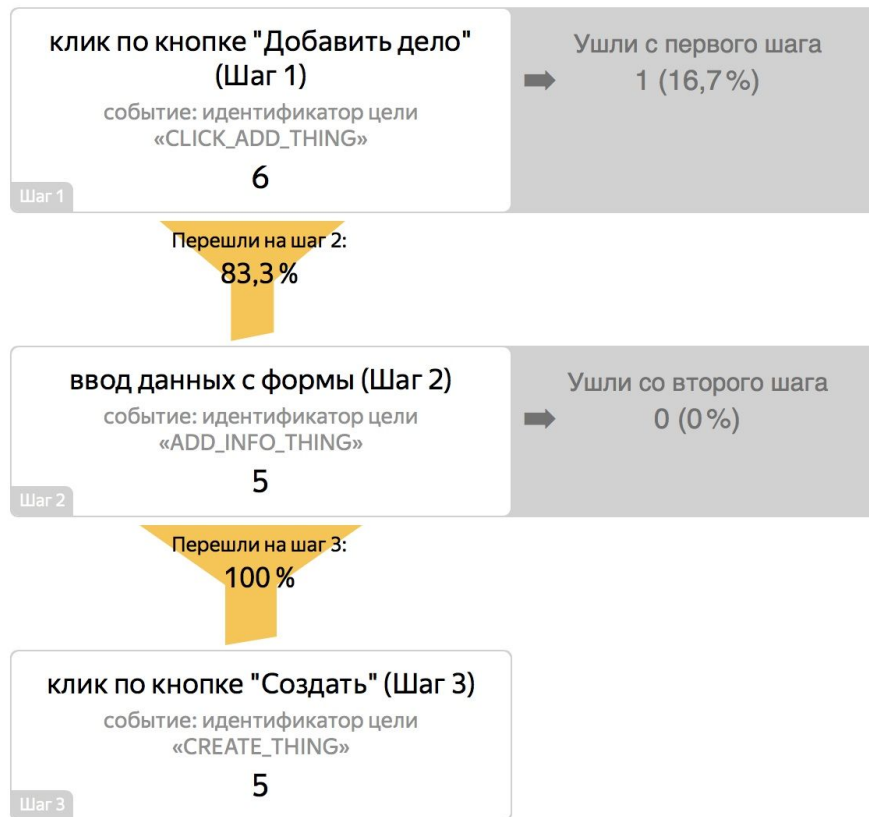 клик по кнопке "Добавить дело"
(Шаг 1)
событие: идентификатор цели
«CLICK_ADD_THING»
6
Шаг 1
Ушли с первого шага
1 (16,7 %)
Перешли на шаг 2:
83,3 %
ввод данных с формы (Шаг 2)
событие: идентификатор цели
«ADD_INFO_THING»
5
Шаг 2
Ушли со второго шага
0 (0 %)
Перешли на шаг 3:
100 %
клик по кнопке "Создать" (Шаг 3)
событие: идентификатор цели
«CREATE_THING»
5
Шаг 3